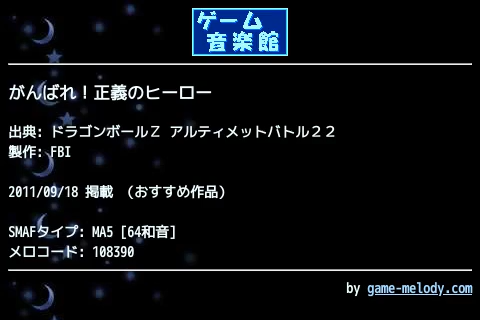 ゲーム
音楽館
がんばれ！正義のヒーロー
出典: ドラゴンボールＺ アルティメットバトル２２
製作: FBI
2011/09/18 掲載 （おすすめ作品）
SMAFタイプ: MA5 [64和音]
メロコード: 108390
by game-melody.com